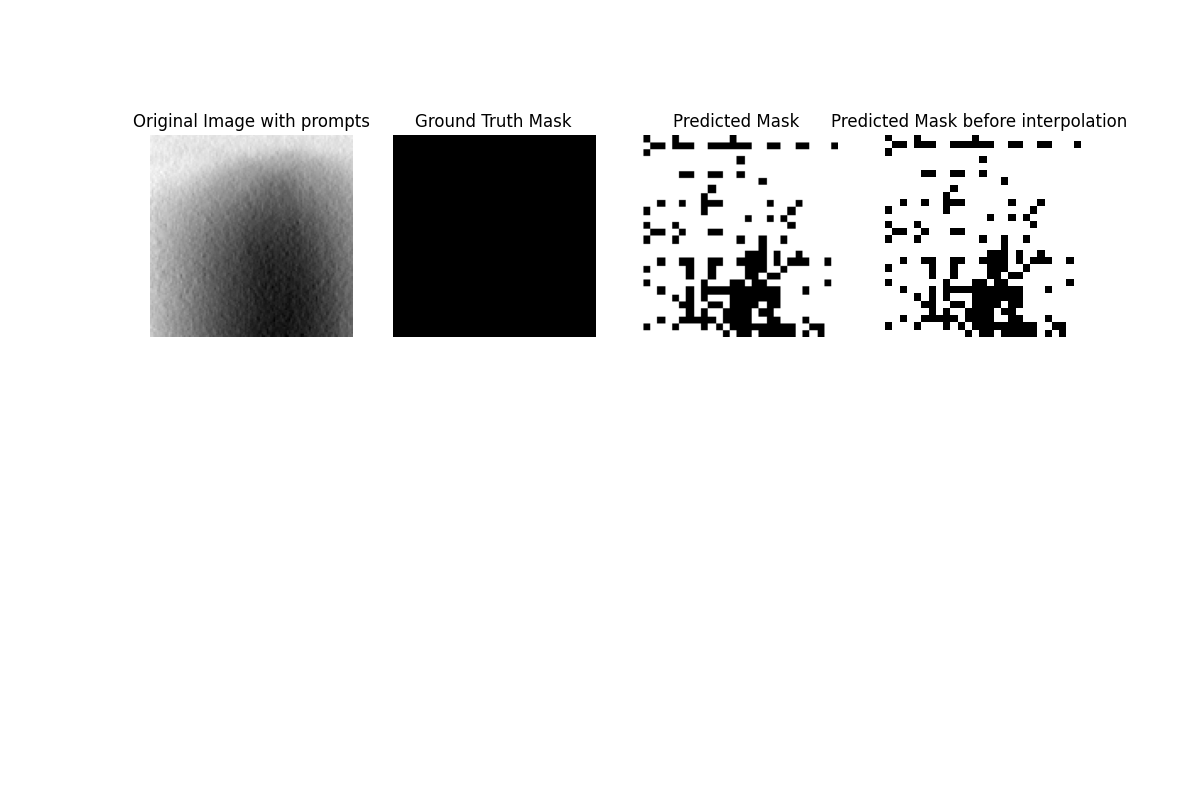 Original Image with prompts
Ground Truth Mask
Predicted Mask
Predicted Mask before interpolation